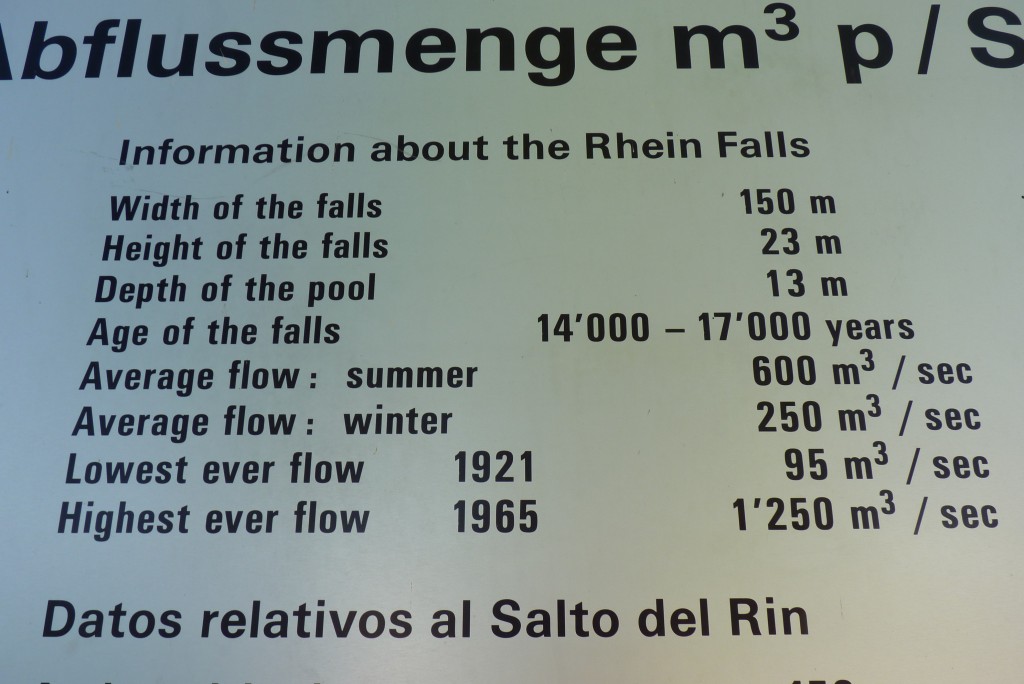 Abflussmenge m³ p / S
Information about the Rhein Falls
Width of the falls 150 m
Height of the falls 23 m
Depth of the pool 13 m
Age of the falls 14’000 – 17’000 years
Average flow : summer 600 m³ / sec
Average flow : winter 250 m³ / sec
Lowest ever flow 1921 95 m³ / sec
Highest ever flow 1965 1’250 m³ / sec
Datos relativos al Salto del Rin